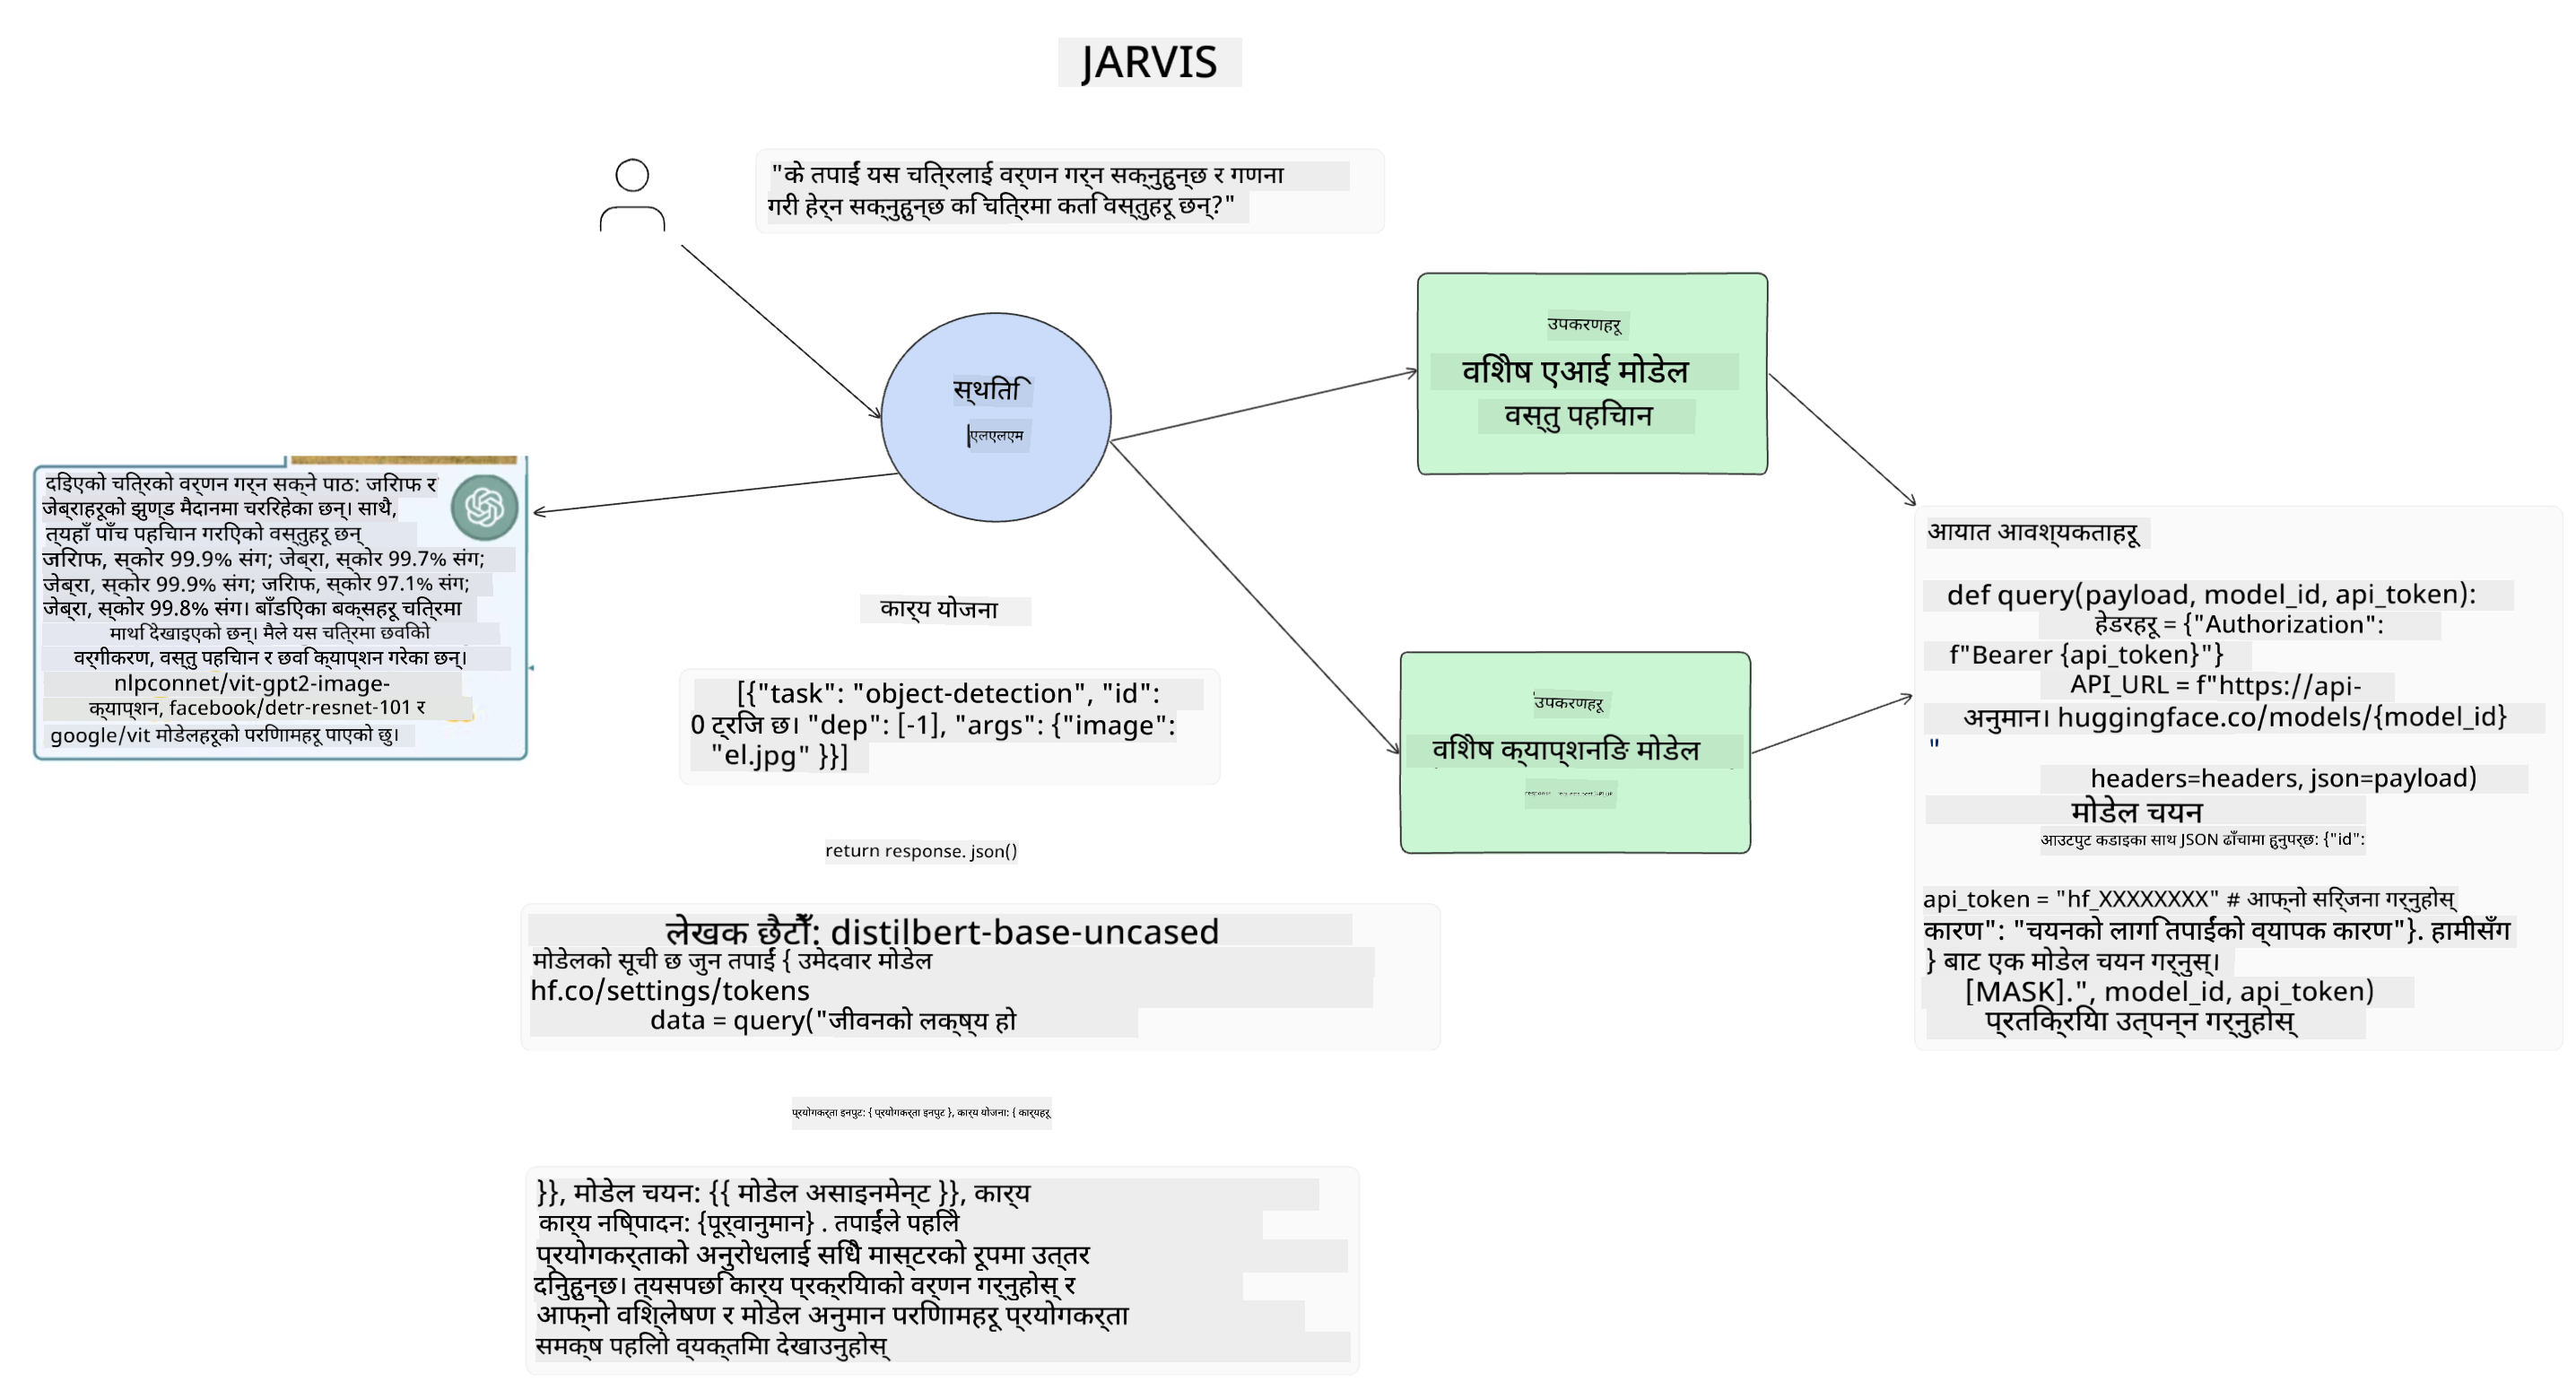 JARVIS
"के तपाईं यस चित्रलाई वर्णन गर्न सक्नुहुन्छ र गणना
गरी हेर्न सक्नुहुन्छ कि चित्रमा कति वस्तुहरू छन्?"
उपकरणहरू
विशेष एआई मोडेल
वस्तु पहिचान
स्थिति
एलएलएम
दिइएको चित्रको वर्णन गर्न सक्ने पाठ: जिराफ र
जेब्राहरूको झुण्ड मैदानमा चरिरहेका छन्। साथै,
त्यहाँ पाँच पहिचान गरिएको वस्तुहरू छन्
जिराफ, स्कोर 99.9% संग; जेब्रा, स्कोर 99.7% संग;
जेब्रा, स्कोर 99.9% संग; जिराफ, स्कोर 97.1% संग;
जेब्रा, स्कोर 99.8% संग। बाँडिएका बक्सहरू चित्रमा
माथि देखाइएको छन्। मैले यस चित्रमा छविको
वर्गीकरण, वस्तु पहिचान र छवि क्याप्शन गरेका छन्।
nlpconnet/vit-gpt2-image-
क्याप्शन, facebook/detr-resnet-101 र
google/vit मोडेलहरूको परिणामहरू पाएको छु।
कार्य योजना
[{"task": "object-detection", "id":
0 ट्रजि छ। "dep": [-1], "args": {"image":
"el.jpg" }}]
उपकरणहरू
विशेष क्याप्शनिङ मोडेल
आयात आवश्यकताहरू
def query(payload, model_id, api_token):
हेडरहरू = {"Authorization":
f"Bearer {api_token}"}
API_URL = f"https://api-
अनुमान। huggingface.co/models/{model_id}
"
headers=headers, json=payload)
मोडेल चयन
आउटपुट कडाइका साथ JSON ढाँचामा हुनुपर्छ: {"id":
api_token = "hf_XXXXXXXX" # आफ्नो सिर्जना गर्नुहोस्
कारण": "चयनको लागि तपाईंको व्यापक कारण"}. हामीसँग
} बाट एक मोडेल चयन गर्नुस्।
[MASK].", model_id, api_token)
प्रतिक्रिया उत्पन्न गर्नुहोस्
return response. json()
लेखक छैटौँ: distilbert-base-uncased
मोडेलको सूची छ जुन तपाईं { उमेदवार मोडेल
hf.co/settings/tokens
data = query("जीवनको लक्ष्य हो
प्रयोगकर्ता इनपुट: { प्रयोगकर्ता इनपुट }, कार्य योजना: { कार्यहरू
}}, मोडेल चयन: {{ मोडेल असाइनमेन्ट }}, कार्य
कार्य निष्पादन: {पूर्वानुमान} . तपाईंले पहिले
प्रयोगकर्ताको अनुरोधलाई सिधै मास्टरको रूपमा उत्तर
दिनुहुन्छ। त्यसपछि कार्य प्रक्रियाको वर्णन गर्नुहोस् र
आफ्नो विश्लेषण र मोडेल अनुमान परिणामहरू प्रयोगकर्ता
समक्ष पहिलो व्यक्तिमा देखाउनुहोस्